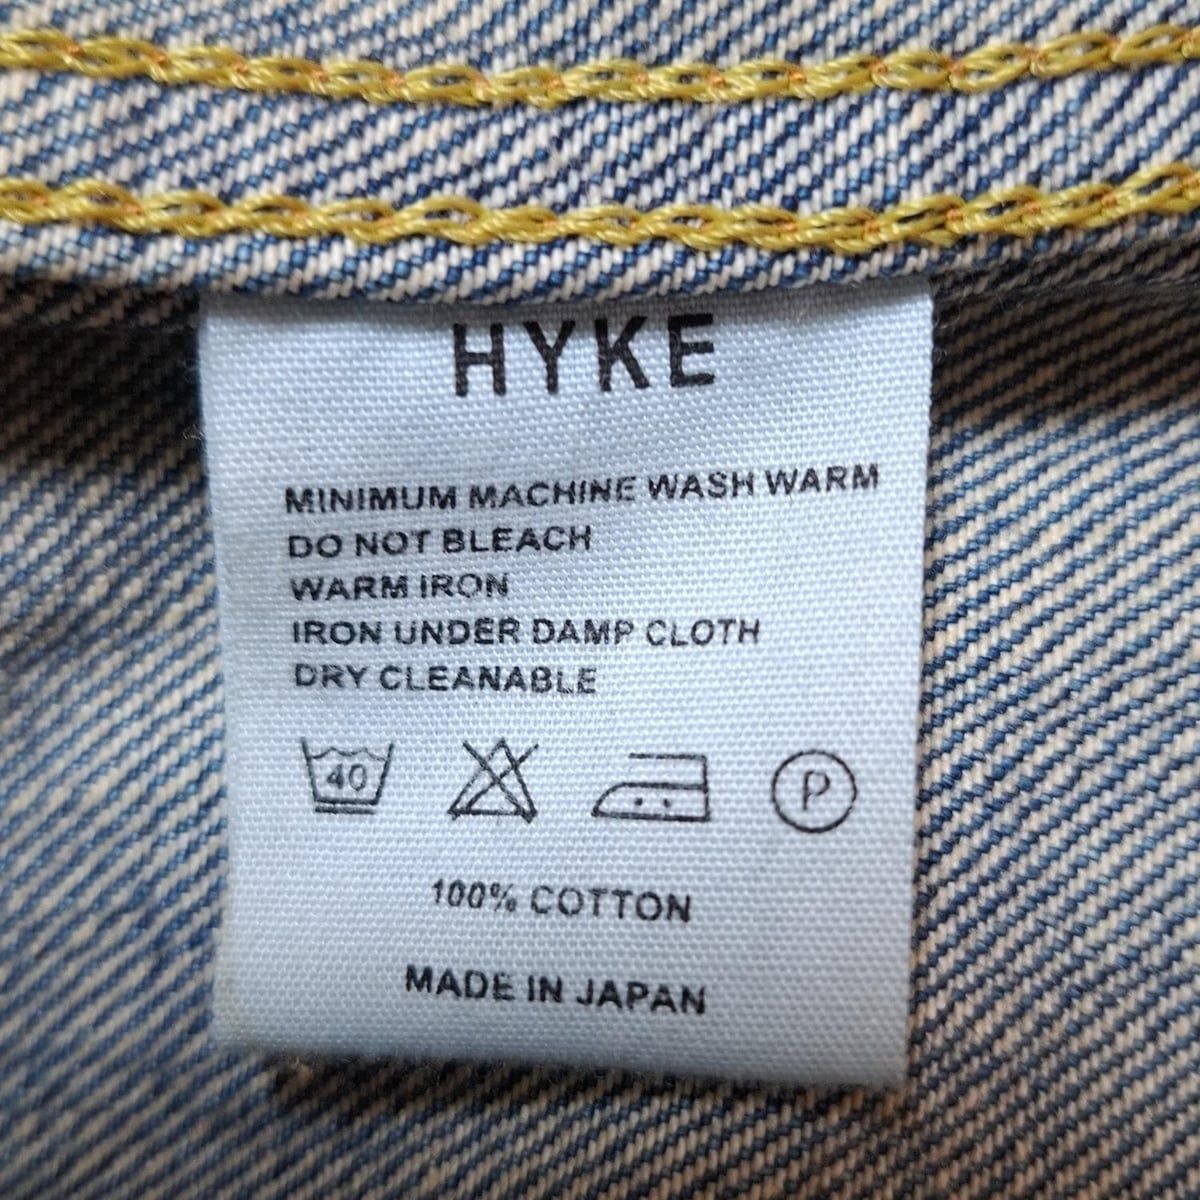 HYKE
MINIMUM MACHINE WASH WARM
DO NOT BLEACH
WARM IRON
IRON UNDER DAMP CLOTH
DRY CLEANABLE
40 P
100% COTTON
MADE IN JAPAN